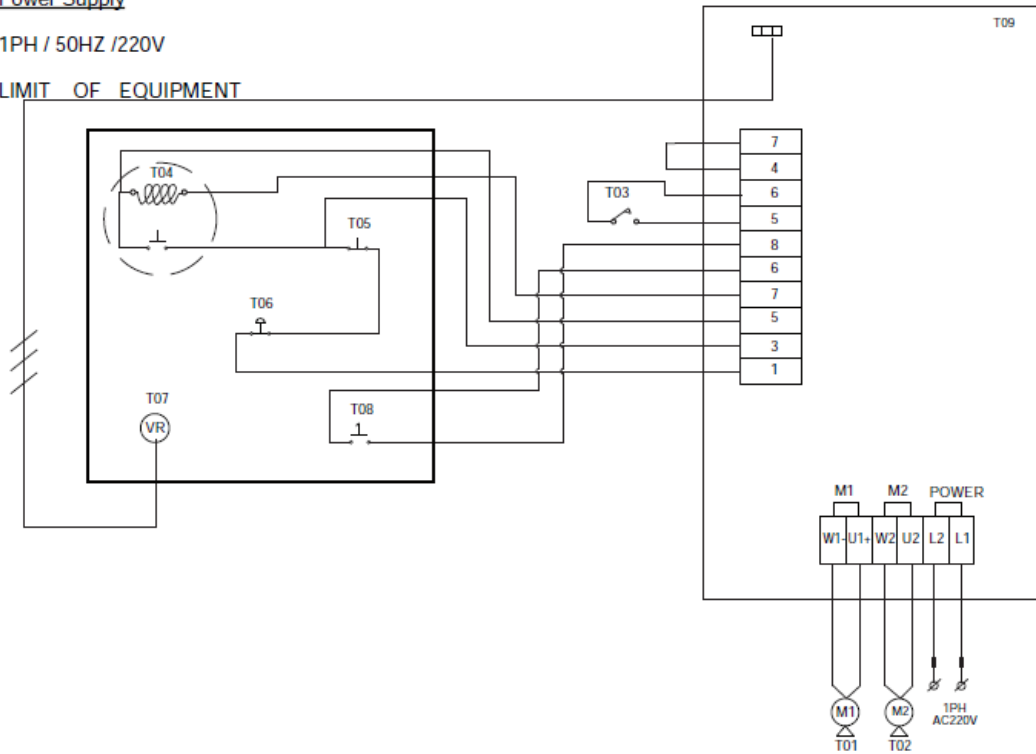 Power Supply
1PH / 50HZ /220V
LIMIT OF EQUIPMENT
T09
T04
T05
T06
T07
VR
T08
T03
7
4
6
5
8
6
7
5
3
1
M1 M2 POWER
W1- U1+ W2 U2 L2 L1
M1 M2
1PH
AC220V
T01 T02